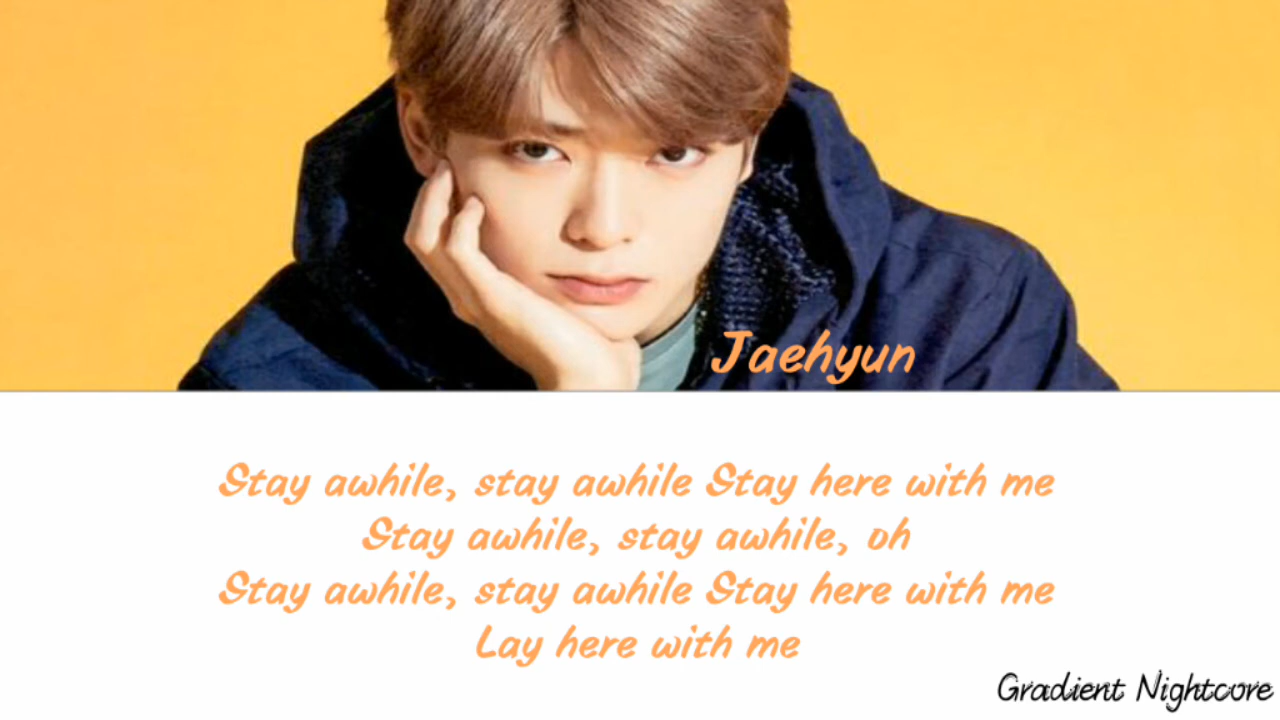 Jaehyun
Stay awhile, stay awhile Stay here with me
Stay awhile, stay awhile, oh
Stay awhile, stay awhile Stay here with me
Lay here with me
Gradient Nightcore